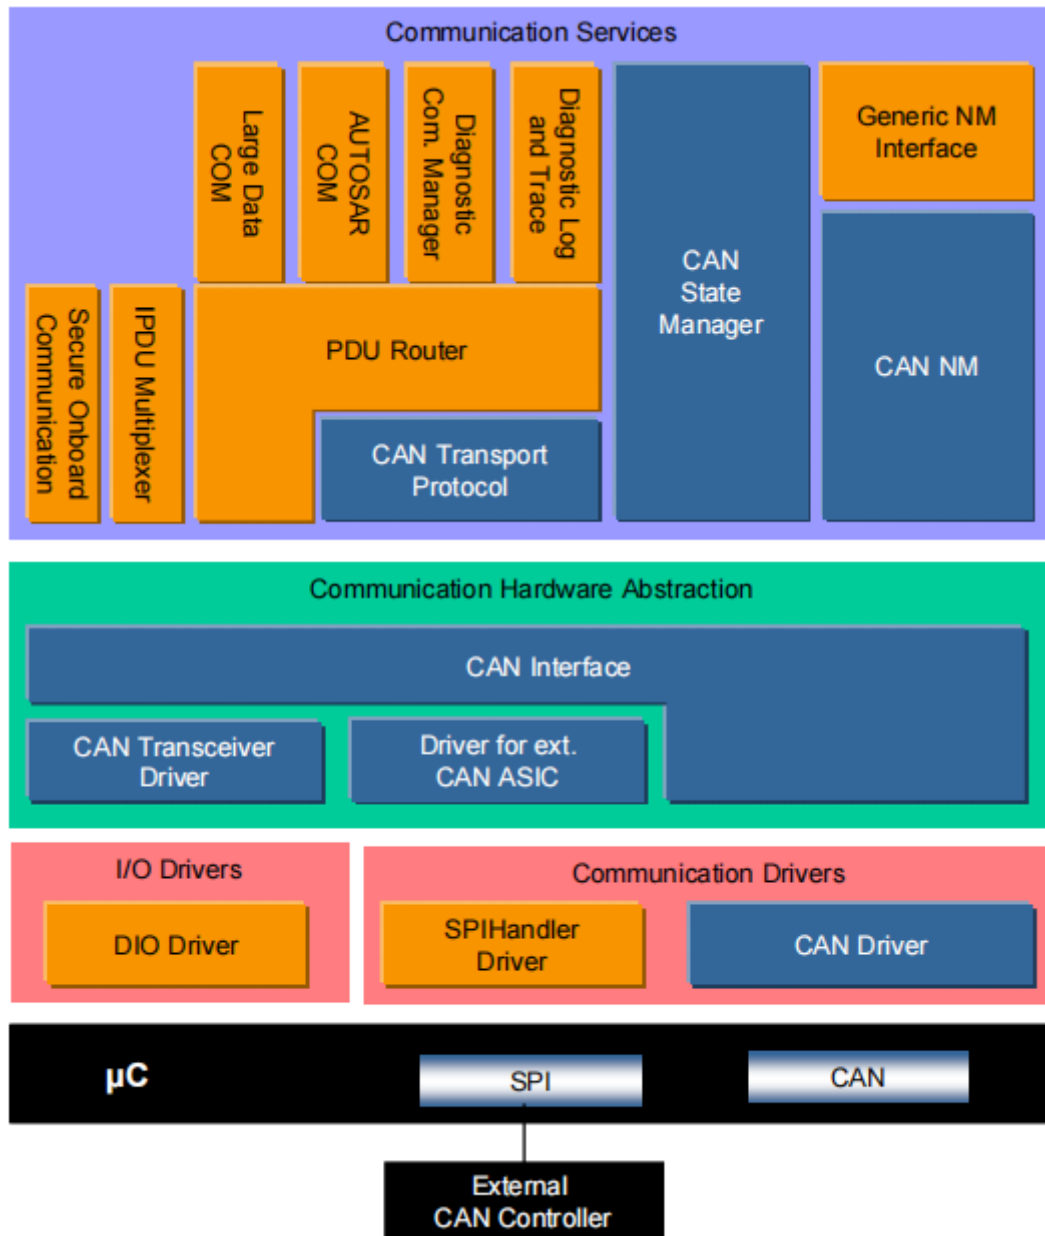 Communication Services
Large Data
COM
AUTOSAR
COM
Diagnostic
Com. Manager
Diagnostic Log
and Trace
CAN
State
Manager
Generic NM
Interface
Secure Onboard
Communication
IPDU Multiplexer
PDU Router
CAN NM
CAN Transport
Protocol
Communication Hardware Abstraction
CAN Interface
CAN Transceiver
Driver
Driver for ext.
CAN ASIC
I/O Drivers
DIO Driver
Communication Drivers
SPIHandler
Driver
CAN Driver
µC
SPI
CAN
External
CAN Controller